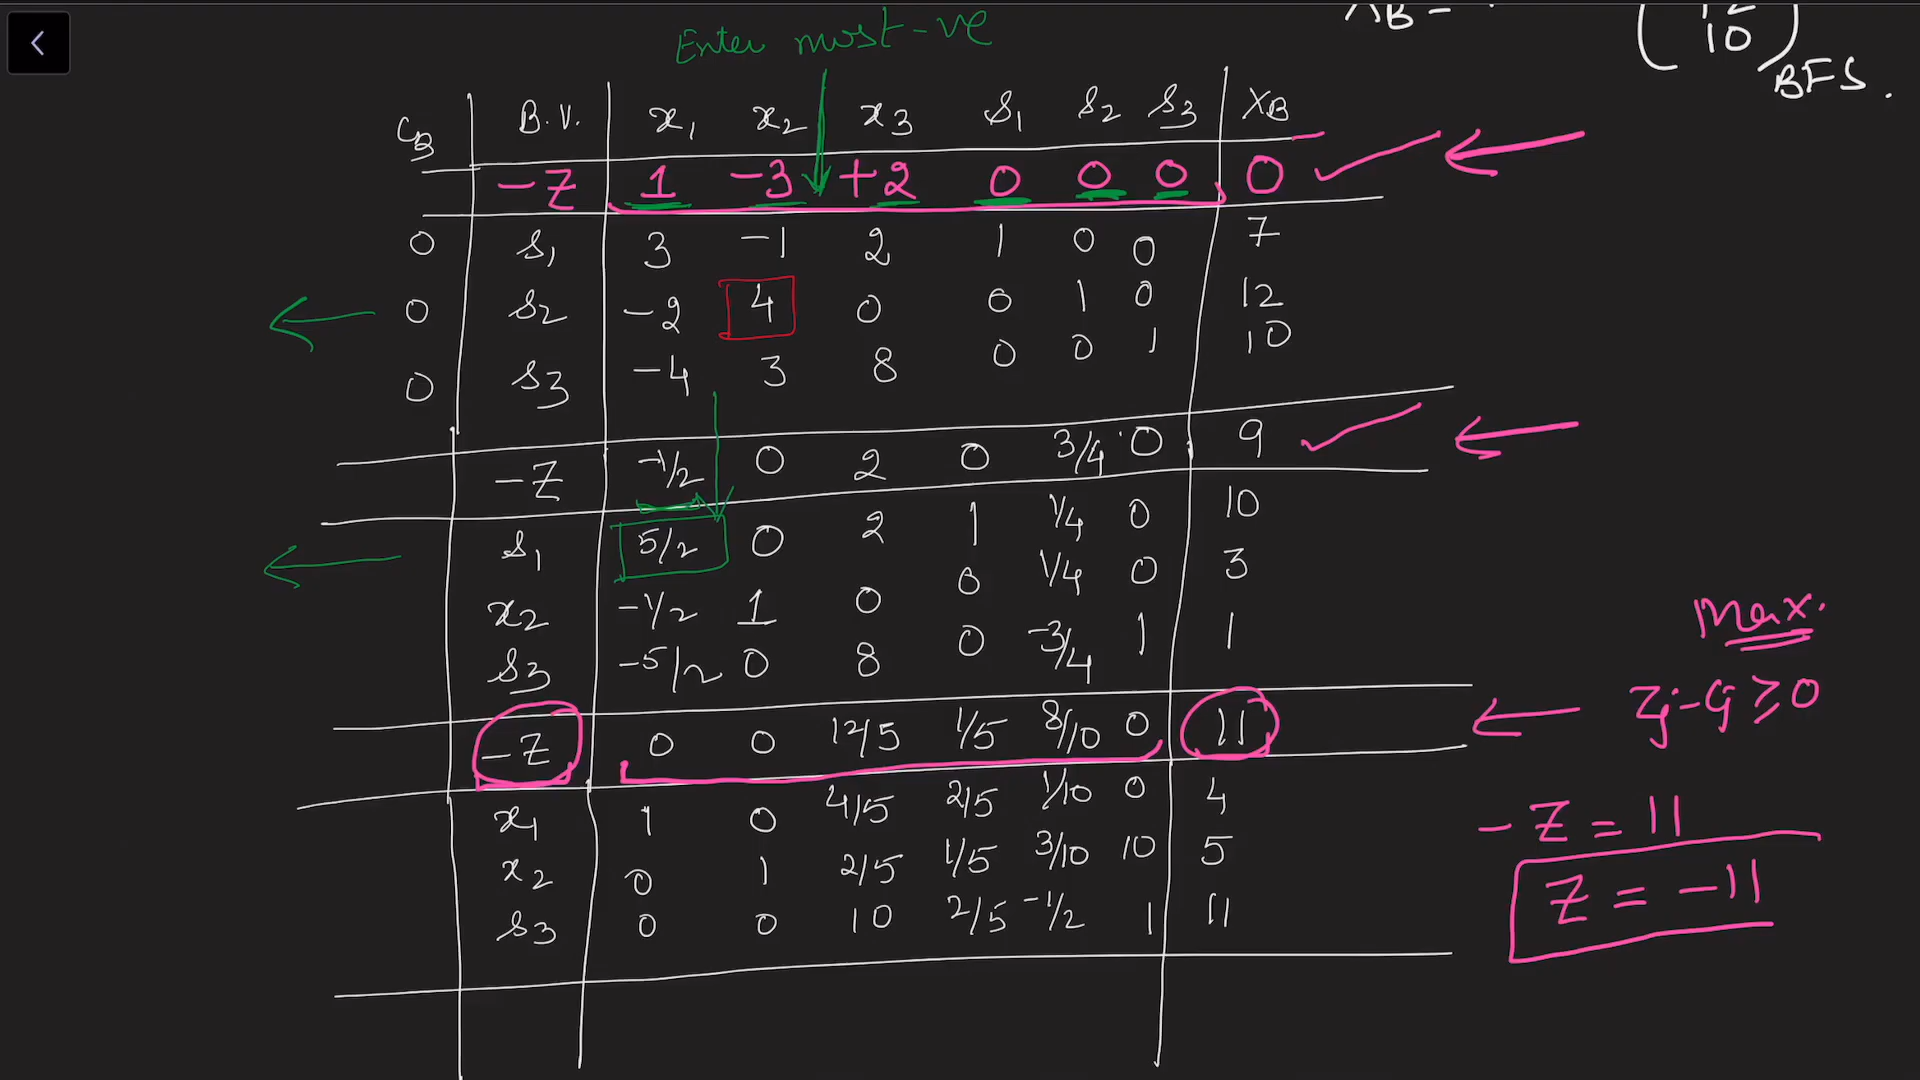 Enter most -ve
XB =
12
10
BFS.
CB B.V. x1 x2 x3 s1 s2 s3 XB
-Z 1 -3 +2 0 0 0 0
0 s1 3 -1 2 1 0 0 7
0 s2 -2 4 0 0 1 0 12
0 s3 -4 3 8 0 0 1 10
-Z -1/2 0 2 0 3/4 0 9
s1 5/2 0 2 1 1/4 0 10
x2 -1/2 1 0 0 1/4 0 3
s3 -5/2 0 8 0 -3/4 1 1
-Z 0 0 12/5 1/5 8/10 0 11
x1 1 0 4/5 2/5 1/10 0 4
x2 0 1 2/5 1/5 3/10 10 5
s3 0 0 10 2/5 -1/2 1 11
Max.
Zj-Cj ≥ 0
-Z = 11
Z = -11